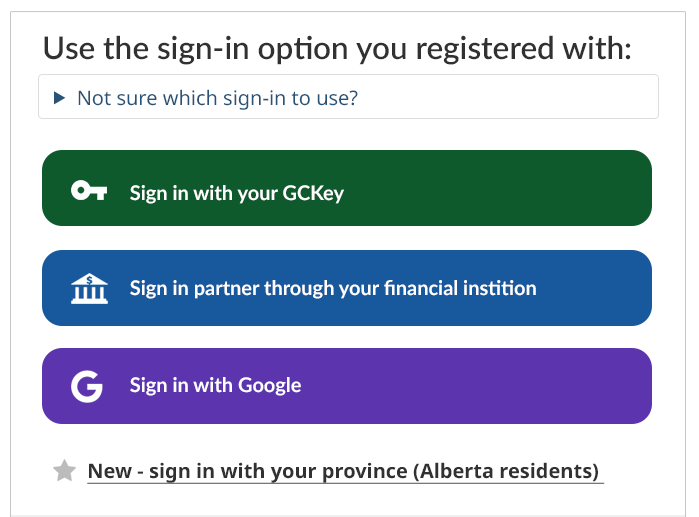 Use the sign-in option you registered with:
Not sure which sign-in to use?
Sign in with your GCKey
Sign in partner through your financial instition
Sign in with Google
New - sign in with your province (Alberta residents)